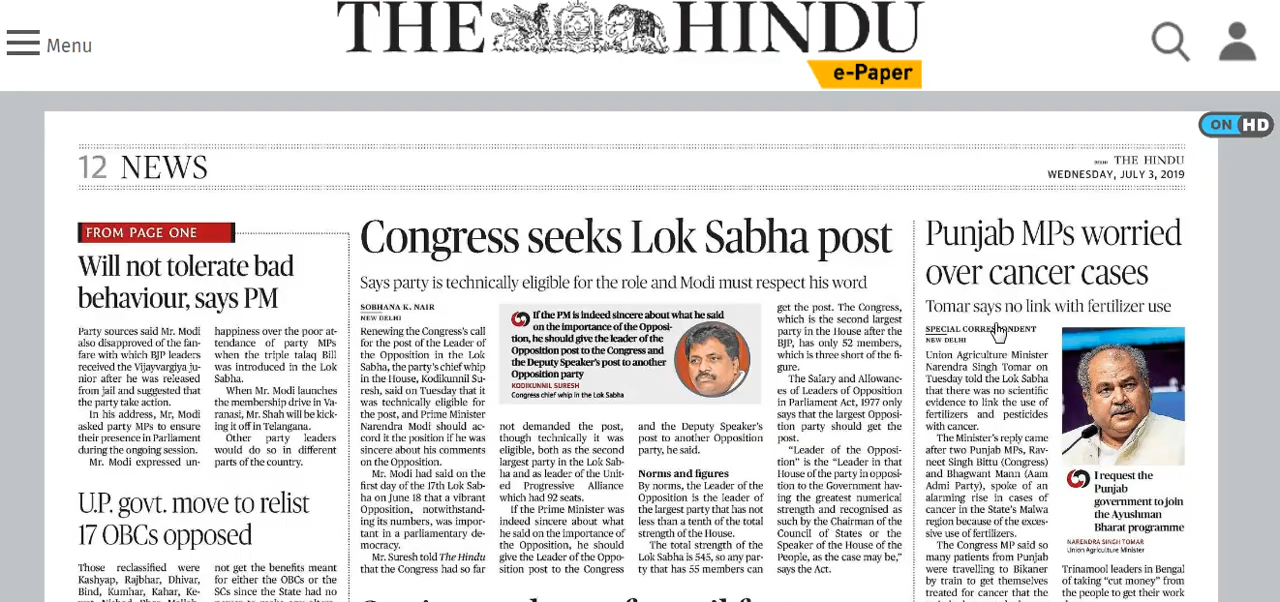 Menu
THE HINDU
e-Paper
ON HD
12 NEWS
THE HINDU
WEDNESDAY, JULY 3, 2019
FROM PAGE ONE
Will not tolerate bad
behaviour, says PM
Party sources said Mr. Modi
also disapproved of the fan-
fare with which BJP leaders
received the Vijayvargiya ju-
nior after he was released
from jail and suggested that
the party take action.
In his address, Mr, Modi
asked party MPs to ensure
their presence in Parliament
during the ongoing session.
Mr. Modi expressed un-
happiness over the poor at-
tendance of party MPs
when the triple talaq Bill
was introduced in the Lok
Sabha.
When Mr. Modi launches
the membership drive in Va-
ranasi, Mr. Shah will be kick-
ing it off in Telangana.
Other party leaders
would do so in different
parts of the country.
U.P. govt. move to relist
17 OBCs opposed
Those reclassified were
Kashyap, Rajbhar, Dhivar,
Bind, Kumhar, Kahar, Ke-
not get the benefits meant
for either the OBCs or the
SCs since the State had no
Congress seeks Lok Sabha post
Says party is technically eligible for the role and Modi must respect his word
SOBHANA K. NAIR
NEW DELHI
Renewing the Congress's call
for the post of the Leader of
the Opposition in the Lok
Sabha, the party's chief whip
in the House, Kodikunnil Su-
resh, said on Tuesday that it
was technically eligible for
the post, and Prime Minister
Narendra Modi should ac-
cord it the position if he was
sincere about his comments
on the Opposition.
Mr. Modi had said on the
first day of the 17th Lok Sab-
ha on June 18 that a vibrant
Opposition, notwithstand-
ing its numbers, was impor-
tant in a parliamentary de-
mocracy.
Mr. Suresh told The Hindu
that the Congress had so far
If the PM is indeed sincere about what he said
on the importance of the Opposi-
tion, he should give the leader of the
Opposition post to the Congress and
the Deputy Speaker's post to another
Opposition party
KODIKUNNIL SURESH
Congress chief whip in the Lok Sabha
not demanded the post,
though technically it was
eligible, both as the second
largest party in the Lok Sab-
ha and as leader of the Unit-
ed Progressive Alliance
which had 92 seats.
If the Prime Minister was
indeed sincere about what
he said on the importance of
the Opposition, he should
give the Leader of the Oppo-
sition post to the Congress
and the Deputy Speaker's
post to another Opposition
party, he said.
Norms and figures
By norms, the Leader of the
Opposition is the leader of
the largest party that has not
less than a tenth of the total
strength of the House.
The total strength of the
Lok Sabha is 545, so any par-
ty that has 55 members can
get the post. The Congress,
which is the second largest
party in the House after the
BJP, has only 52 members,
which is three short of the fi-
gure.
The Salary and Allowanc-
es of Leaders of Opposition
in Parliament Act, 1977 only
says that the largest Opposi-
tion party should get the
post.
"Leader of the Opposi-
tion" is the "Leader in that
House of the party in opposi-
tion to the Government hav-
ing the greatest numerical
strength and recognised as
such by the Chairman of the
Council of States or the
Speaker of the House of the
People, as the case may be,"
says the Act.
Punjab MPs worried
over cancer cases
Tomar says no link with fertilizer use
SPECIAL CORRESPONDENT
NEW DELHI
Union Agriculture Minister
Narendra Singh Tomar on
Tuesday told the Lok Sabha
that there was no scientific
evidence to link the use of
fertilizers and pesticides
with cancer.
The Minister's reply came
after two Punjab MPs, Rav-
neet Singh Bittu (Congress)
and Bhagwant Mann (Aam
Admi Party), spoke of an
alarming rise in cases of
cancer in the State's Malwa
region because of the exces-
sive use of fertilizers.
The Congress MP said so
many patients from Punjab
were travelling to Bikaner
by train to get themselves
treated for cancer that the
I request the
Punjab
government to join
the Ayushman
Bharat programme
NARENDRA SINGH TOMAR
Union Agriculture Minister
Trinamool leaders in Bengal
of taking "cut money" from
people to get their work